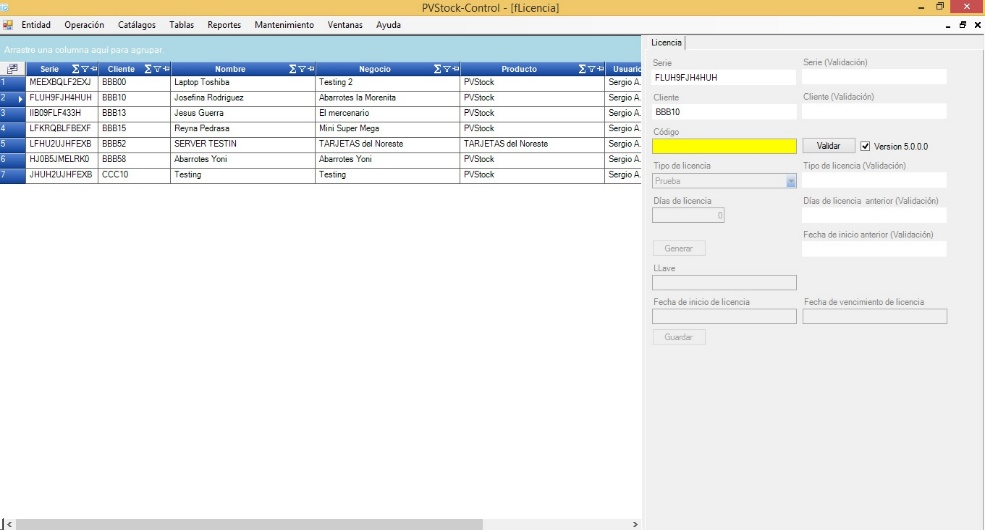 PVStock-Control - [fLicencia]
Entidad Operación Catálagos Tablas Reportes Mantenimiento Ventanas Ayuda
Arrastre una columna aquí para agrupar.
Serie Cliente Nombre Negocio Producto Usuario
1 MEEXBQLF2EXJ BBB00 Laptop Toshiba Testing 2 PVStock Sergio A.
2 FLUH9FJH4HUH BBB10 Josefina Rodriguez Abarrotes la Morenita PVStock Sergio A.
3 IIB09FLF433H BBB13 Jesus Guerra El mercenario PVStock Sergio A.
4 LFKRQBLFBEXF BBB15 Reyna Pedrasa Mini Super Mega PVStock Sergio A.
5 LFHU2UJHFEXB BBB52 SERVER TESTIN TARJETAS del Noreste TARJETAS del Noreste Sergio A.
6 HJ0B5JMELRK0 BBB58 Abarrotes Yoni Abarrotes Yoni PVStock Sergio A.
7 JHUH2UJHFEXB CCC10 Testing Testing PVStock Sergio A.
Licencia
Serie Serie (Validación)
FLUH9FJH4HUH
Cliente Cliente (Validación)
BBB10
Código
Validar Version 5.0.0.0
Tipo de licencia Tipo de licencia (Validación)
Prueba
Días de licencia Días de licencia anterior (Validación)
0
Fecha de inicio anterior (Validación)
Generar
LLave
Fecha de inicio de licencia Fecha de vencimiento de licencia
Guardar